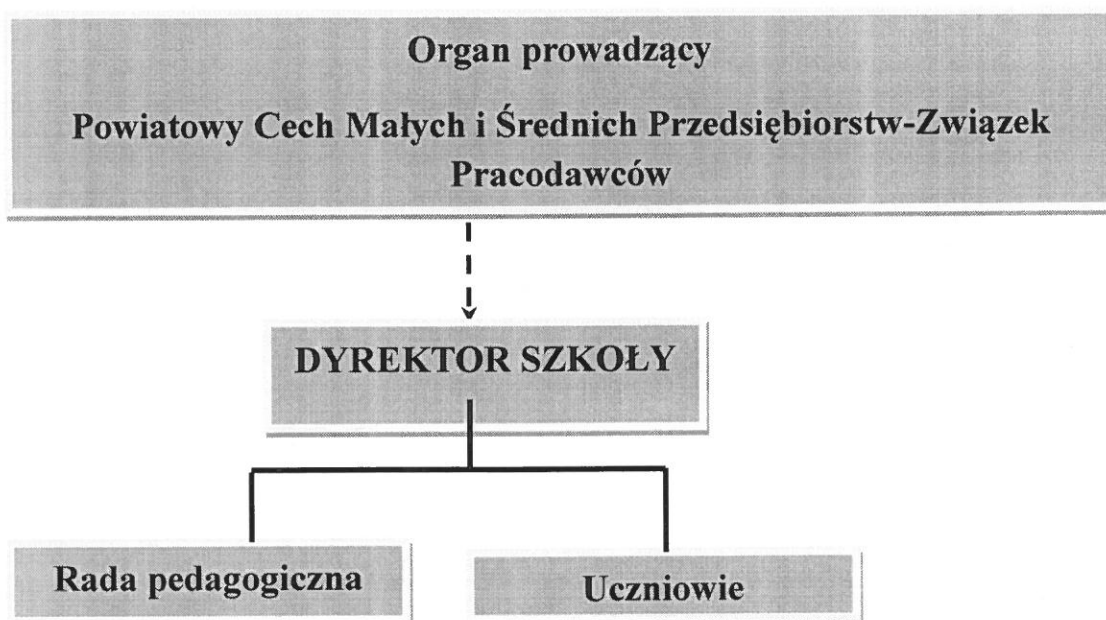 Organ prowadzący
Powiatowy Cech Małych i Średnich Przedsiębiorstw-Związek
Pracodawców
DYREKTOR SZKOŁY
Rada pedagogiczna
Uczniowie